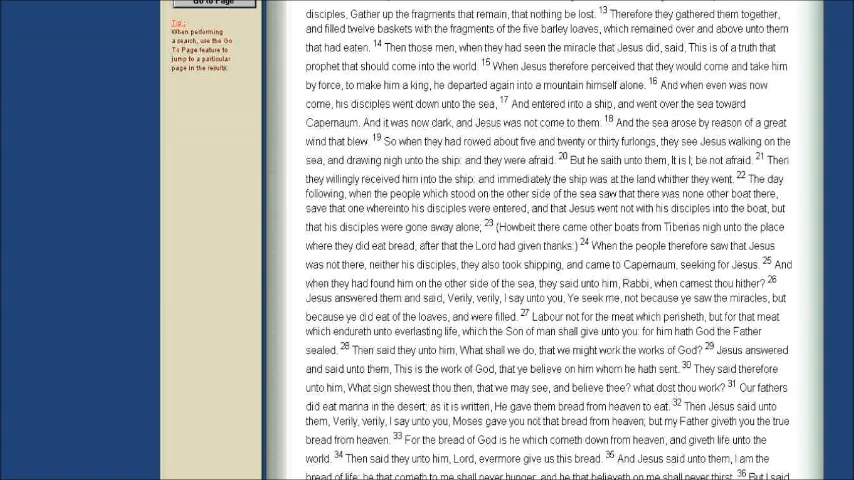 Go to Page
Tip:
When performing
a search, use the Go
To Page feature to
jump to a particular
page in the results.
disciples, Gather up the fragments that remain, that nothing be lost. 13 Therefore they gathered them together,
and filled twelve baskets with the fragments of the five barley loaves, which remained over and above unto them
that had eaten. 14 Then those men, when they had seen the miracle that Jesus did, said, This is of a truth that
prophet that should come into the world. 15 When Jesus therefore perceived that they would come and take him
by force, to make him a king, he departed again into a mountain himself alone. 16 And when even was now
come, his disciples went down unto the sea, 17 And entered into a ship, and went over the sea toward
Capernaum. And it was now dark, and Jesus was not come to them. 18 And the sea arose by reason of a great
wind that blew. 19 So when they had rowed about five and twenty or thirty furlongs, they see Jesus walking on the
sea, and drawing nigh unto the ship: and they were afraid. 20 But he saith unto them, It is I; be not afraid. 21 Then
they willingly received him into the ship: and immediately the ship was at the land whither they went. 22 The day
following, when the people which stood on the other side of the sea saw that there was none other boat there,
save that one whereinto his disciples were entered, and that Jesus went not with his disciples into the boat, but
that his disciples were gone away alone; 23 (Howbeit there came other boats from Tiberias nigh unto the place
where they did eat bread, after that the Lord had given thanks:) 24 When the people therefore saw that Jesus
was not there, neither his disciples, they also took shipping, and came to Capernaum, seeking for Jesus. 25 And
when they had found him on the other side of the sea, they said unto him, Rabbi, when camest thou hither? 26
Jesus answered them and said, Verily, verily, I say unto you, Ye seek me, not because ye saw the miracles, but
because ye did eat of the loaves, and were filled. 27 Labour not for the meat which perisheth, but for that meat
which endureth unto everlasting life, which the Son of man shall give unto you: for him hath God the Father
sealed. 28 Then said they unto him, What shall we do, that we might work the works of God? 29 Jesus answered
and said unto them, This is the work of God, that ye believe on him whom he hath sent. 30 They said therefore
unto him, What sign shewest thou then, that we may see, and believe thee? what dost thou work? 31 Our fathers
did eat manna in the desert; as it is written, He gave them bread from heaven to eat. 32 Then Jesus said unto
them, Verily, verily, I say unto you, Moses gave you not that bread from heaven; but my Father giveth you the true
bread from heaven. 33 For the bread of God is he which cometh down from heaven, and giveth life unto the
world. 34 Then said they unto him, Lord, evermore give us this bread. 35 And Jesus said unto them, I am the
bread of life: he that cometh to me shall never hunger; and he that believeth on me shall never thirst. 36 But I said